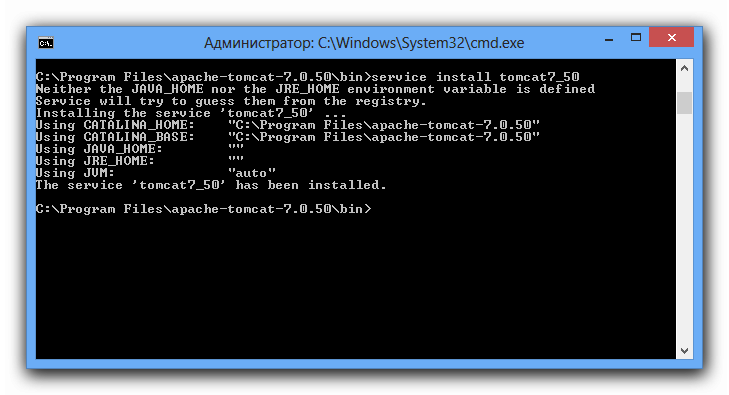 Администратор: C:\Windows\System32\cmd.exe
C:\Program Files\apache-tomcat-7.0.50\bin>service install tomcat7_50
Neither the JAVA_HOME nor the JRE_HOME environment variable is defined
Service will try to guess them from the registry.
Installing the service 'tomcat7_50' ...
Using CATALINA_HOME:    "C:\Program Files\apache-tomcat-7.0.50"
Using CATALINA_BASE:    "C:\Program Files\apache-tomcat-7.0.50"
Using JAVA_HOME:        ""
Using JRE_HOME:         ""
Using JVM:              "auto"
The service 'tomcat7_50' has been installed.
C:\Program Files\apache-tomcat-7.0.50\bin>